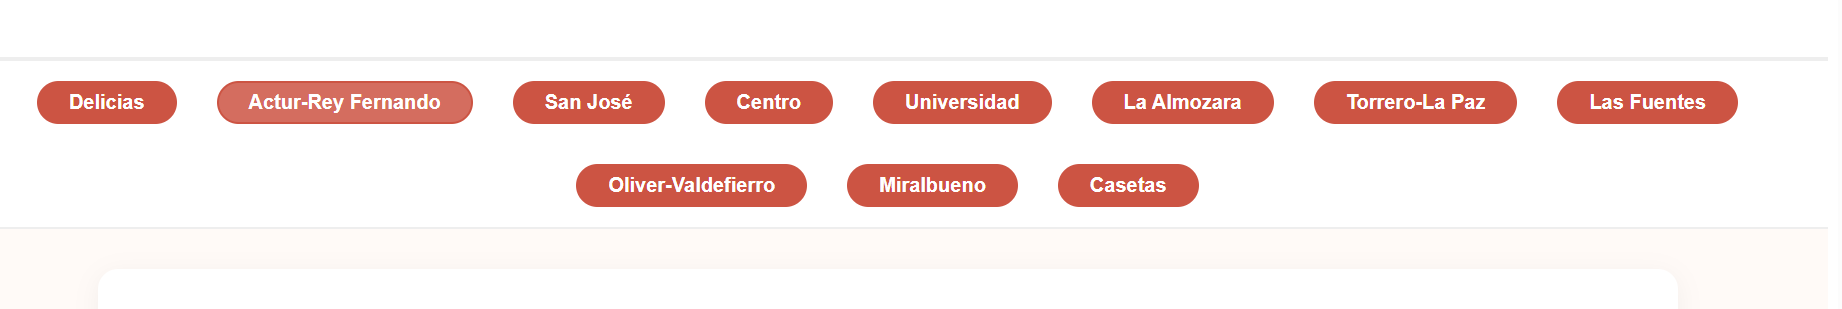 Delicias Actur-Rey Fernando San José Centro Universidad La Almozara Torrero-La Paz Las Fuentes
Oliver-Valdefierro Miralbueno Casetas